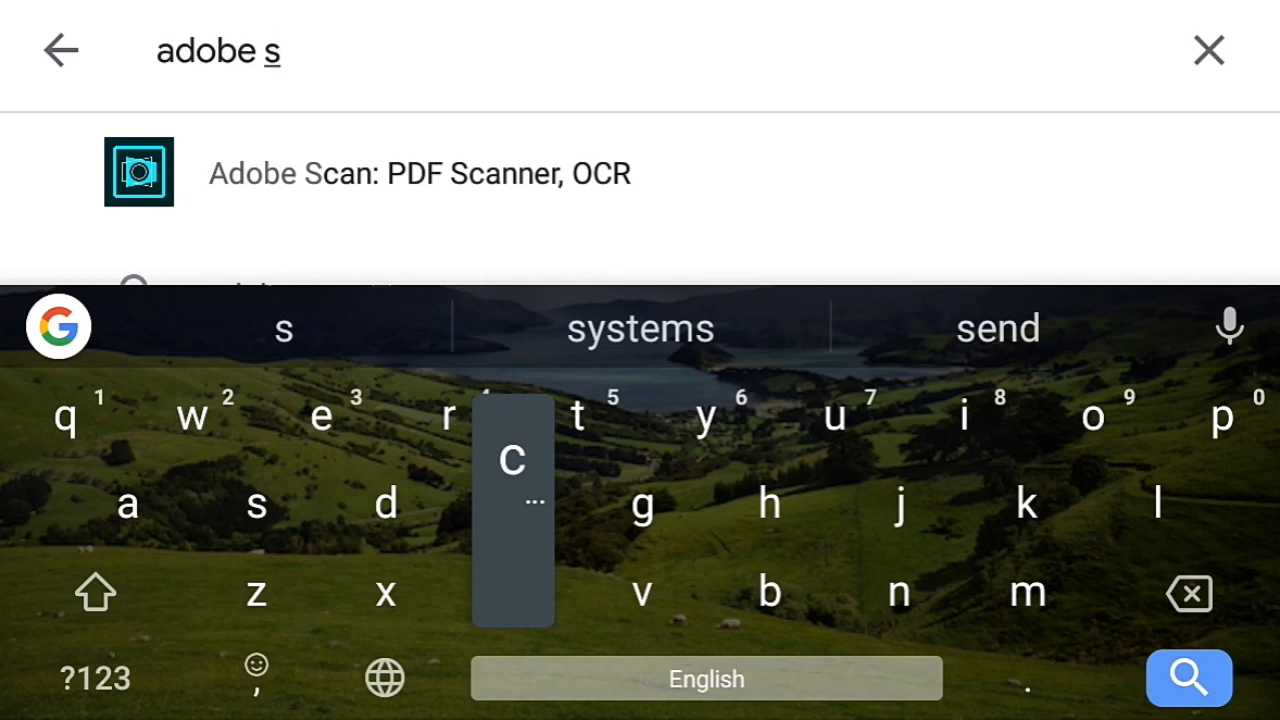 adobe s
Adobe Scan: PDF Scanner, OCR
s systems send
1 2 3 5 6 7 8 9 0
q w e r t y u i o p
c
a s d g h j k l
z x v b n m
?123 , English .